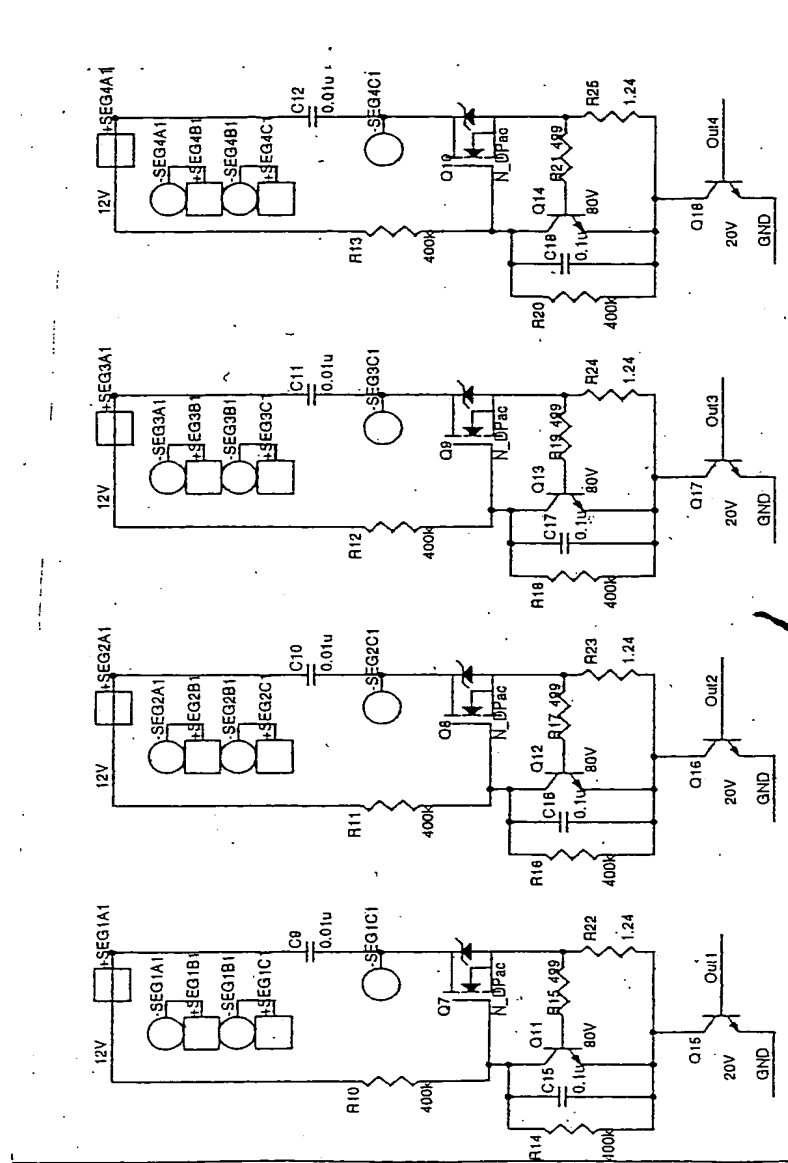 +SEG4A1
12V
-SEG4A1
+SEG4B1
-SEG4B1
+SEG4C1
C12
0.01u
-SEG4C1
R13
400k
Q10
N_DPac
R25
1.24
R21 499
Q14
80V
C18
0.1u
R20
400k
Out4
Q18
20V
GND
+SEG3A1
12V
-SEG3A1
+SEG3B1
-SEG3B1
+SEG3C1
C11
0.01u
-SEG3C1
R12
400k
Q9
N_DPac
R24
1.24
R19 499
Q13
80V
C17
0.1u
R18
400k
Out3
Q17
20V
GND
+SEG2A1
12V
-SEG2A1
+SEG2B1
-SEG2B1
+SEG2C1
C10
0.01u
-SEG2C1
R11
400k
Q8
N_DPac
R23
1.24
R17 499
Q12
80V
C16
0.1u
R16
400k
Out2
Q16
20V
GND
+SEG1A1
12V
-SEG1A1
+SEG1B1
-SEG1B1
+SEG1C1
C9
0.01u
-SEG1C1
R10
400k
Q7
N_DPac
R22
1.24
R15 499
Q11
80V
C15
0.1u
R14
400k
Out1
Q15
20V
GND